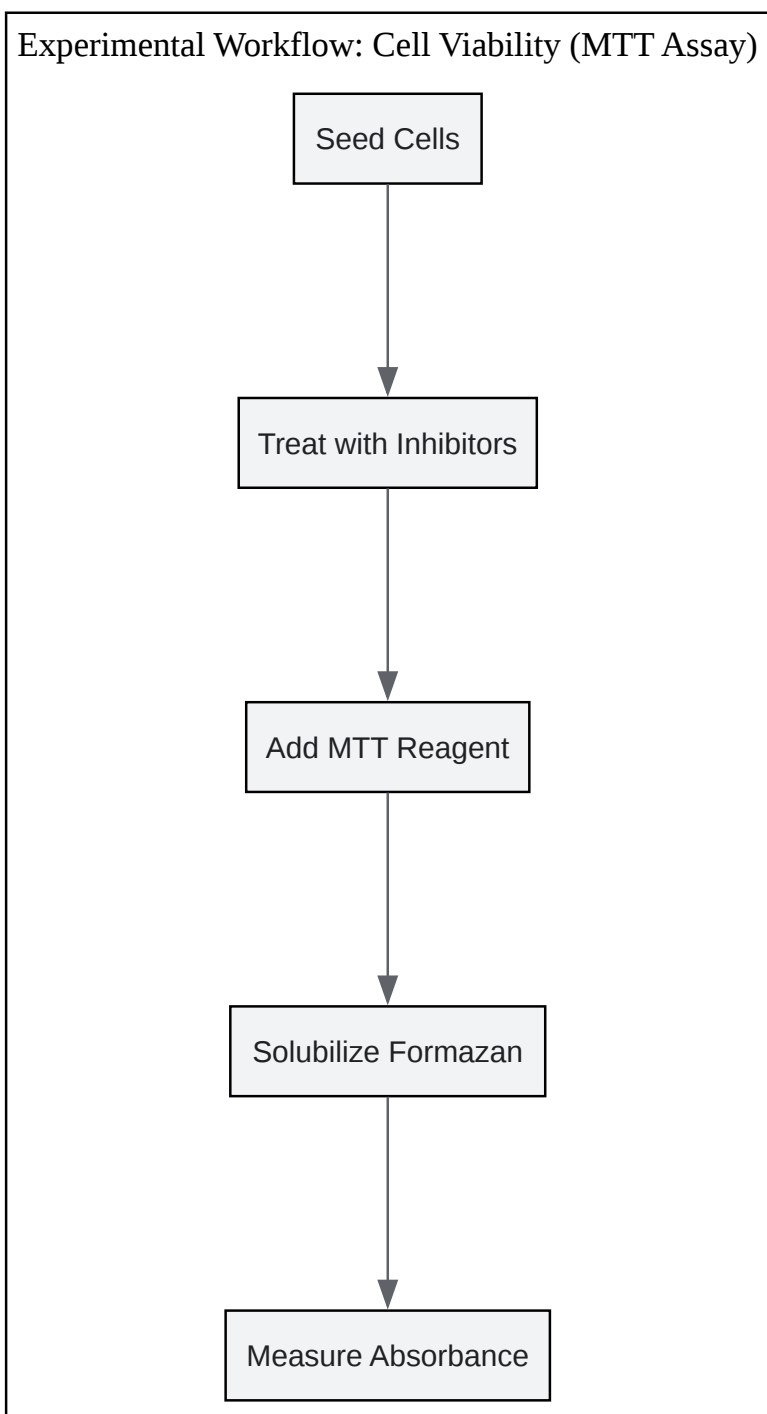 Experimental Workflow: Cell Viability (MTT Assay)
Seed Cells
Treat with Inhibitors
Add MTT Reagent
Solubilize Formazan
Measure Absorbance